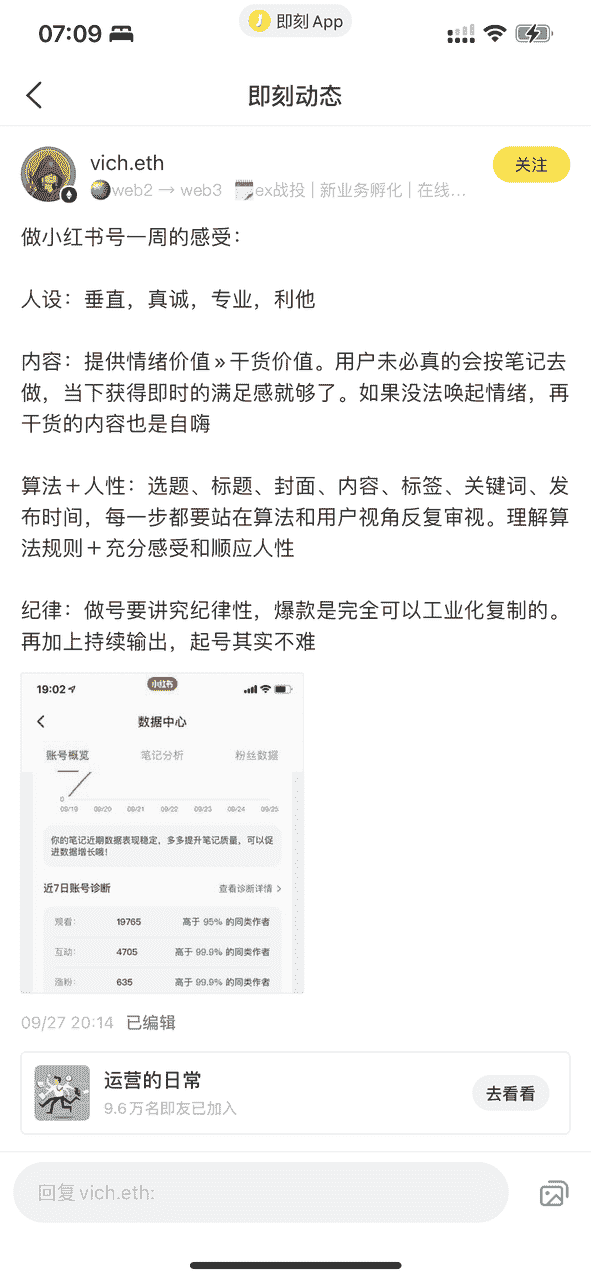 07:09
即刻 App
即刻动态
vich.eth
关注
web2 → web3 ex战投 | 新业务孵化 | 在线…
做小红书号一周的感受：
人设：垂直，真诚，专业，利他
内容：提供情绪价值»干货价值。用户未必真的会按笔记去
做，当下获得即时的满足感就够了。如果没法唤起情绪，再
干货的内容也是自嗨
算法＋人性：选题、标题、封面、内容、标签、关键词、发
布时间，每一步都要站在算法和用户视角反复审视。理解算
法规则＋充分感受和顺应人性
纪律：做号要讲究纪律性，爆款是完全可以工业化复制的。
再加上持续输出，起号其实不难
19:02
小红书
数据中心
账号概览 笔记分析 粉丝数据
0
09/19 09/20 09/21 09/22 09/23 09/24 09/25
你的笔记近期数据表现稳定，多多提升笔记质量，可以促
进数据增长哦！
近7日账号诊断 查看诊断详情 >
观看： 19765 高于 95% 的同类作者
互动： 4705 高于 99.9% 的同类作者
涨粉： 635 高于 99.9% 的同类作者
09/27 20:14 已编辑
运营的日常
9.6万名即友已加入
去看看
回复 vich.eth: